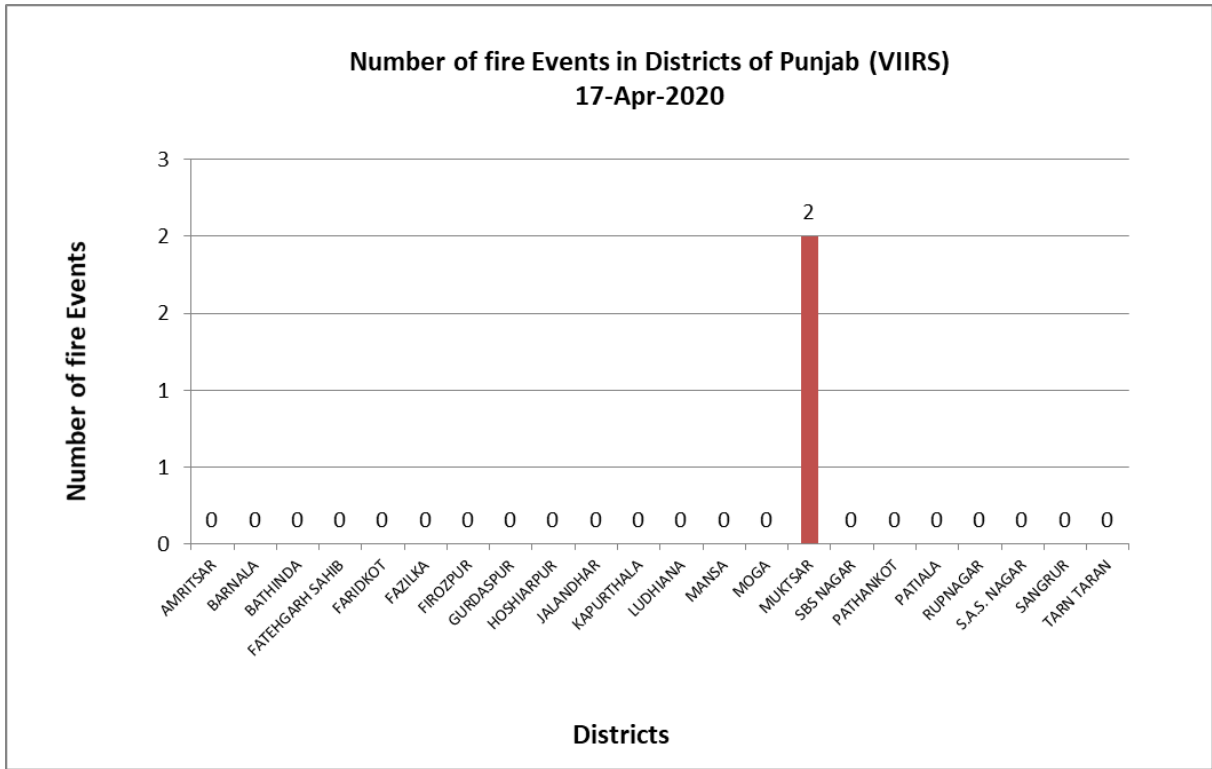 Number of fire Events in Districts of Punjab (VIIRS)
17-Apr-2020
Number of fire Events
3
2
2
1
1
0
0 0 0 0 0 0 0 0 0 0 0 0 0 0 2 0 0 0 0 0 0 0
AMRITSAR
BARNALA
BATHINDA
FATEHGARH SAHIB
FARIDKOT
FAZILKA
FIROZPUR
GURDASPUR
HOSHIARPUR
JALANDHAR
KAPURTHALA
LUDHIANA
MANSA
MOGA
MUKTSAR
SBS NAGAR
PATHANKOT
PATIALA
RUPNAGAR
S.A.S. NAGAR
SANGRUR
TARN TARAN
Districts